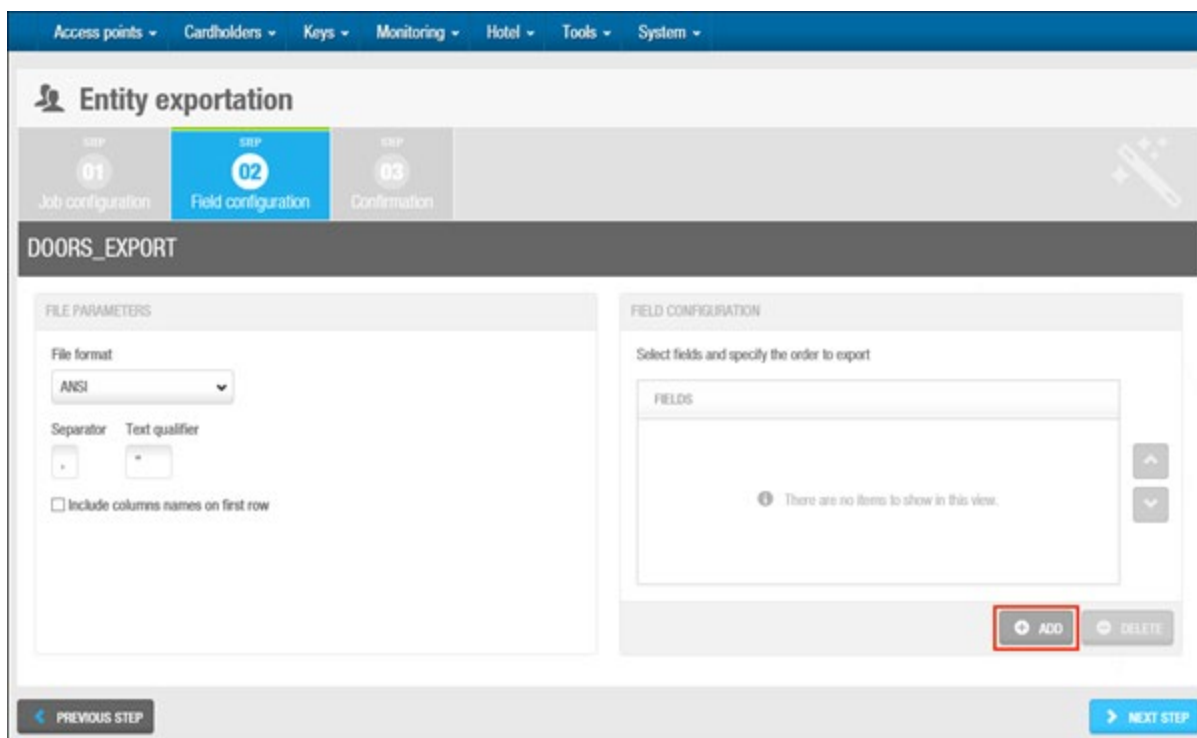 Access points Cardholders Keys Monitoring Hotel Tools System
Entity exportation
STEP STEP STEP
01 02 03
Job configuration Field configuration Confirmation
DOORS_EXPORT
FILE PARAMETERS
File format
ANSI
Separator Text qualifier
, "
Include columns names on first row
FIELD CONFIGURATION
Select fields and specify the order to export
FIELDS
There are no items to show in this view.
ADD DELETE
PREVIOUS STEP NEXT STEP